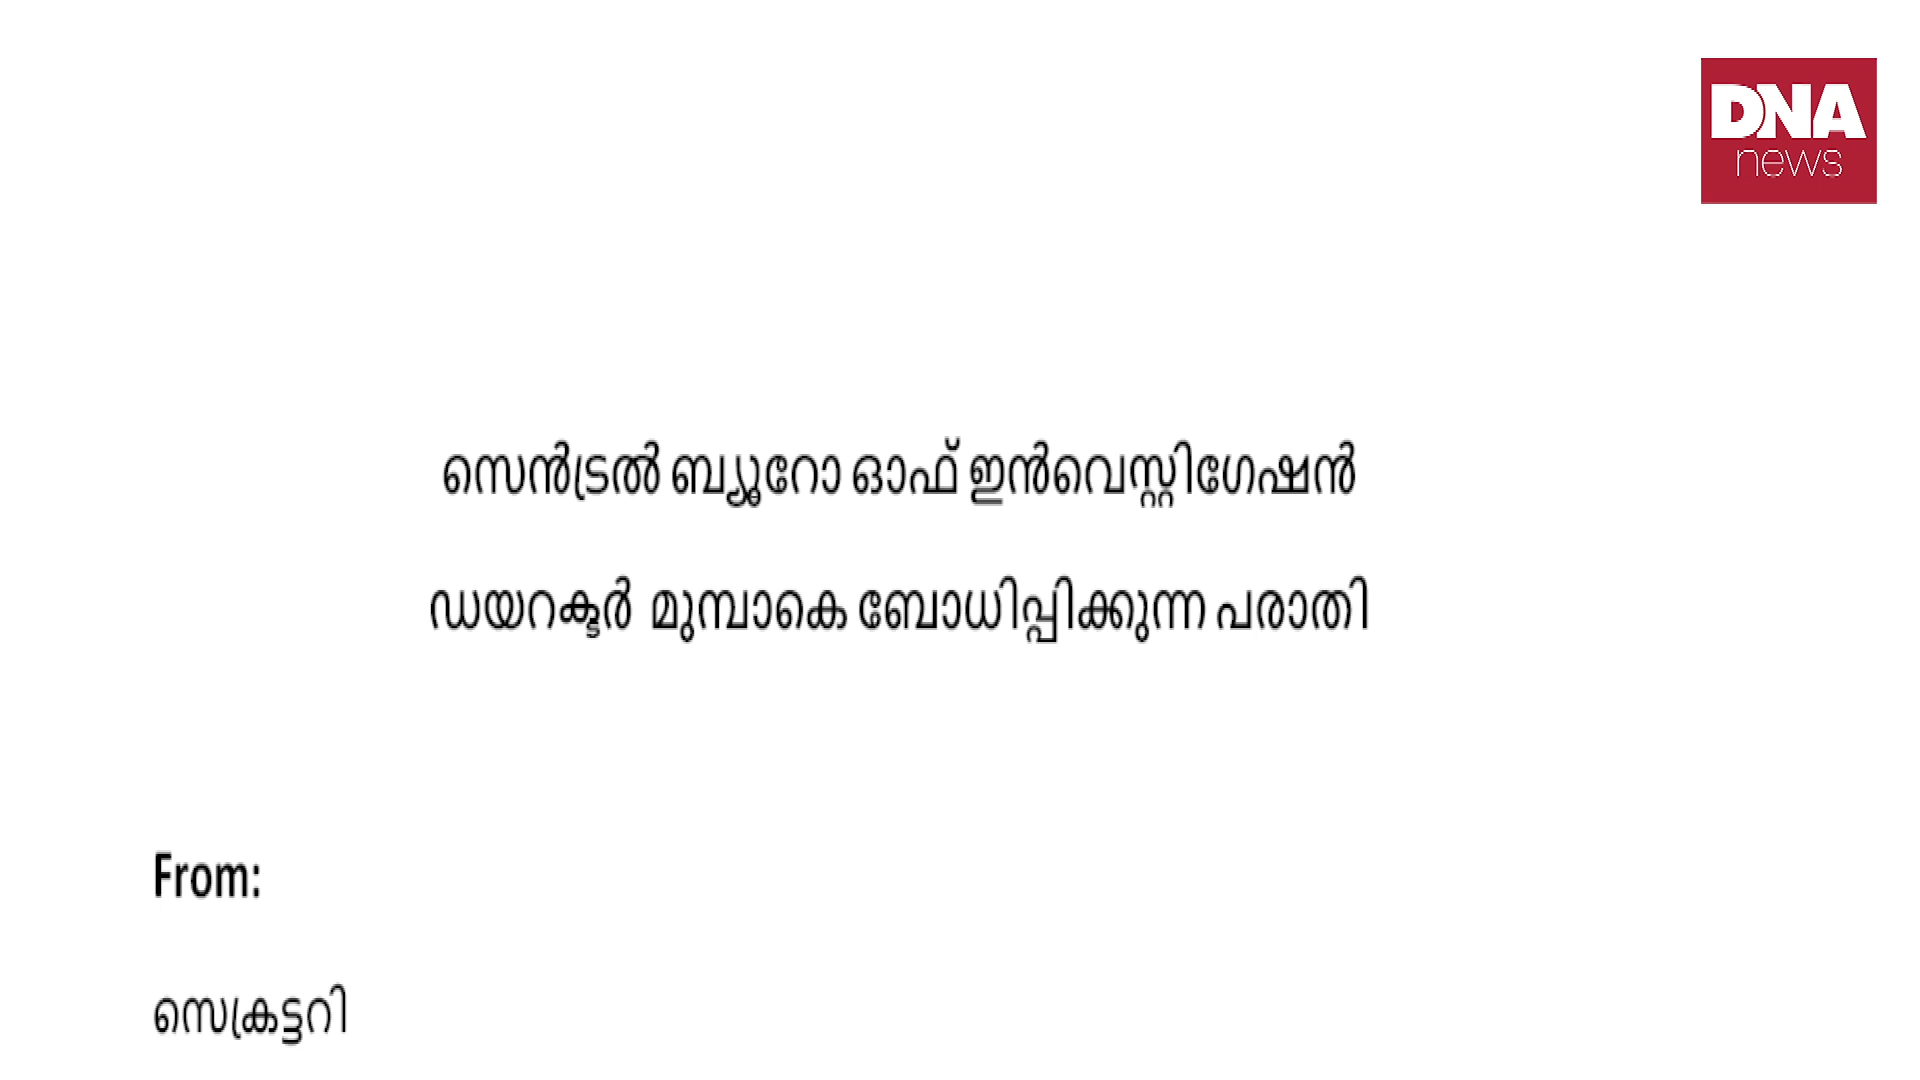 DNA
news
സെൻട്രൽ ബ്യൂറോ ഓഫ് ഇൻവെസ്റ്റിഗേഷൻ
ഡയറക്ടർ മുമ്പാകെ ബോധിപ്പിക്കുന്ന പരാതി
From:
സെക്രട്ടറി